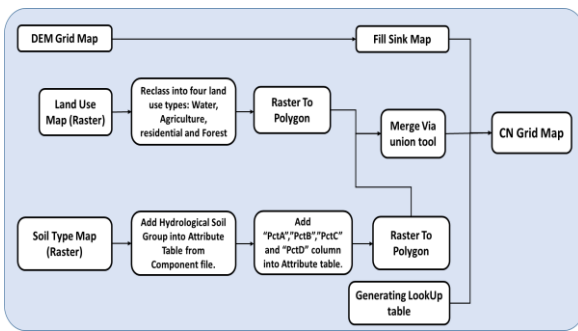 DEM Grid Map
Fill Sink Map
Land Use
Map (Raster)
Reclass into four land
use types: Water,
Agriculture,
residential and Forest
Raster To
Polygon
Merge Via
union tool
CN Grid Map
Soil Type Map
(Raster)
Add Hydrological Soil
Group into Attribute
Table from
Component file.
Add
"PctA","PctB","PctC"
and "PctD" column
into Attribute table.
Raster To
Polygon
Generating LookUp
table